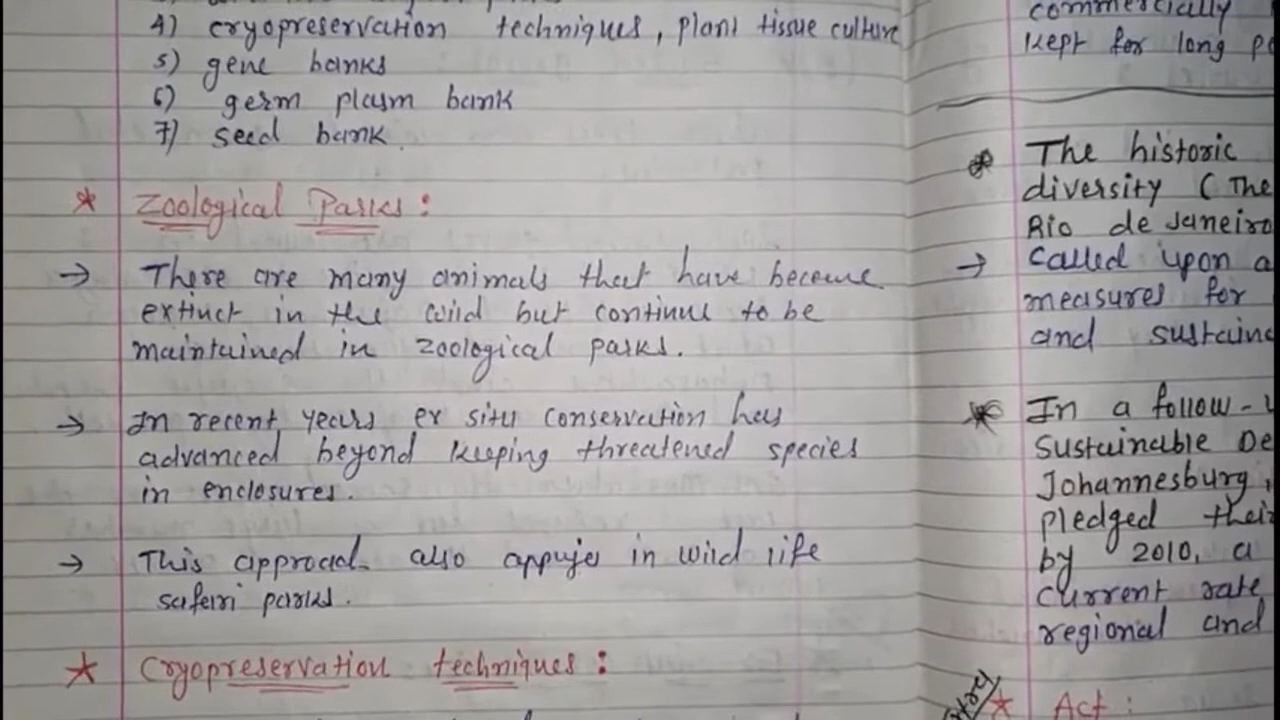 4) cryopreservation techniques, plant tissue culture
5) gene banks
6) germ plasm bank
7) seed bank.
* Zoological Parks:
→ There are many animals that have become
extinct in the wild but continue to be
maintained in zoological parks.
→ In recent years ex situ conservation has
advanced beyond keeping threatened species
in enclosures.
→ This approach also applies in wild life
safari parks.
* Cryopreservation techniques:
commercially
kept for long
* The historic
diversity (The
Rio de Janeiro
→ called upon a
measures for
and
* In a follow-
Sustainable De
Johannesburg,
pledged their
by 2010, a
current rate
regional and
* Act: